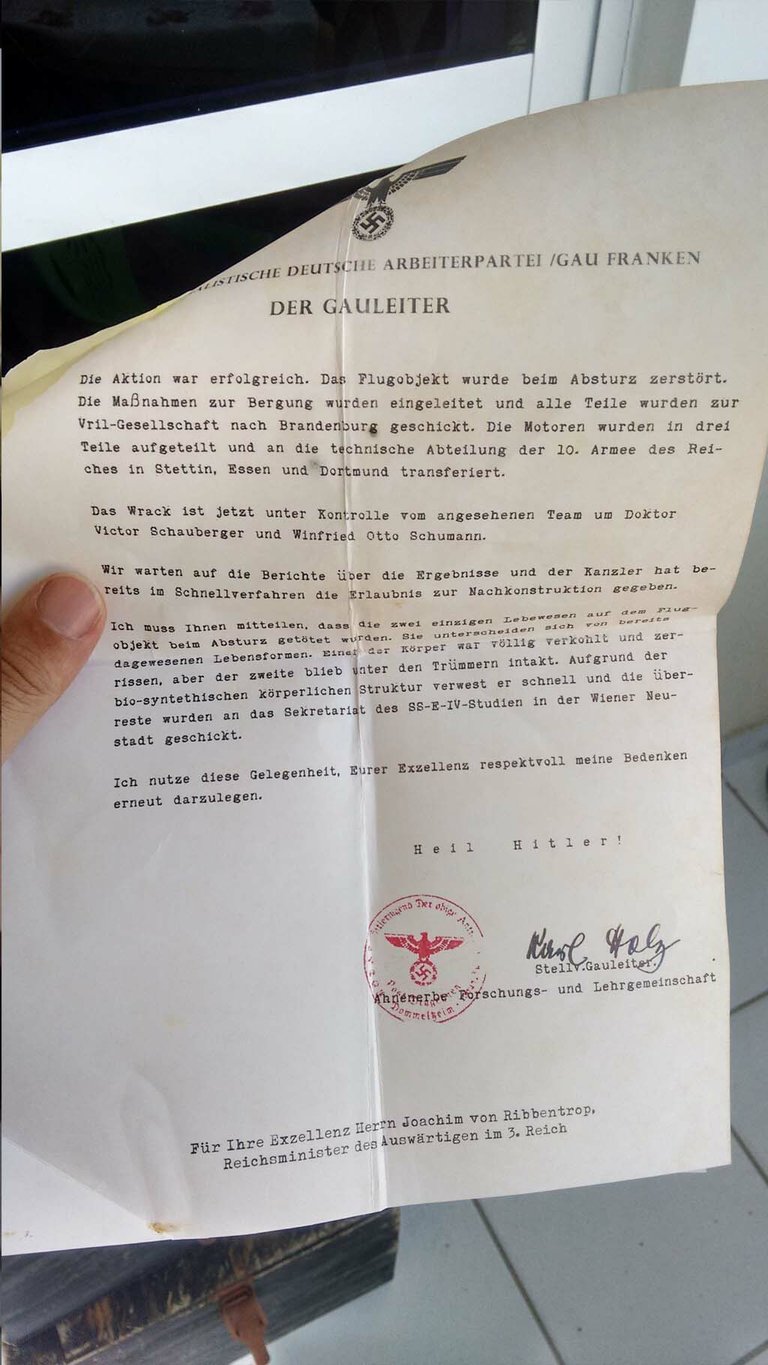 DEUTSCHE ARBEITERPARTEI /GAU FRANKEN
DER GAULEITER
Die Aktion war erfolgreich. Das Flugobjekt wurde beim Absturz zerstört.
Die Maßnahmen zur Bergung wurden eingeleitet und alle Teile wurden zur
Vril-Gesellschaft nach Brandenburg geschickt. Die Motoren wurden in drei
Teile aufgeteilt und an die technische Abteilung der 10. Armee des Rei-
ches in Stettin, Essen und Dortmund transferiert.
Das Wrack ist jetzt unter Kontrolle vom angesehenen Team um Doktor
Victor Schauberger und Winfried Otto Schumann.
Wir warten auf die Berichte über die Ergebnisse und der Kanzler hat be-
reits im Schnellverfahren die Erlaubnis zur Nachkonstruktion gegeben.
Ich muss Ihnen mitteilen, dass die zwei einzigen Lebewesen auf dem Flug-
objekt beim Absturz getötet wurden. Sie unterscheiden sich von bereits
dagewesenen Lebensformen. Einer der Körper war völlig verkohlt und zer-
rissen, aber der zweite blieb unter den Trümmern intakt. Aufgrund der
bio-syntethischen körperlichen Struktur verwest er schnell und die über-
reste wurden an das Sekretariat des SS-E-IV-Studien in der Wiener Neu-
stadt geschickt.
Ich nutze diese Gelegenheit, Eurer Exzellenz respektvoll meine Bedenken
erneut darzulegen.
Heil Hitler!
Karl Holz
Stellv.Gauleiter.
Ahnenerbe Forschungs- und Lehrgemeinschaft
Für Ihre Exzellenz Herrn Joachim von Ribbentrop,
Reichsminister des Auswärtigen im 3. Reich